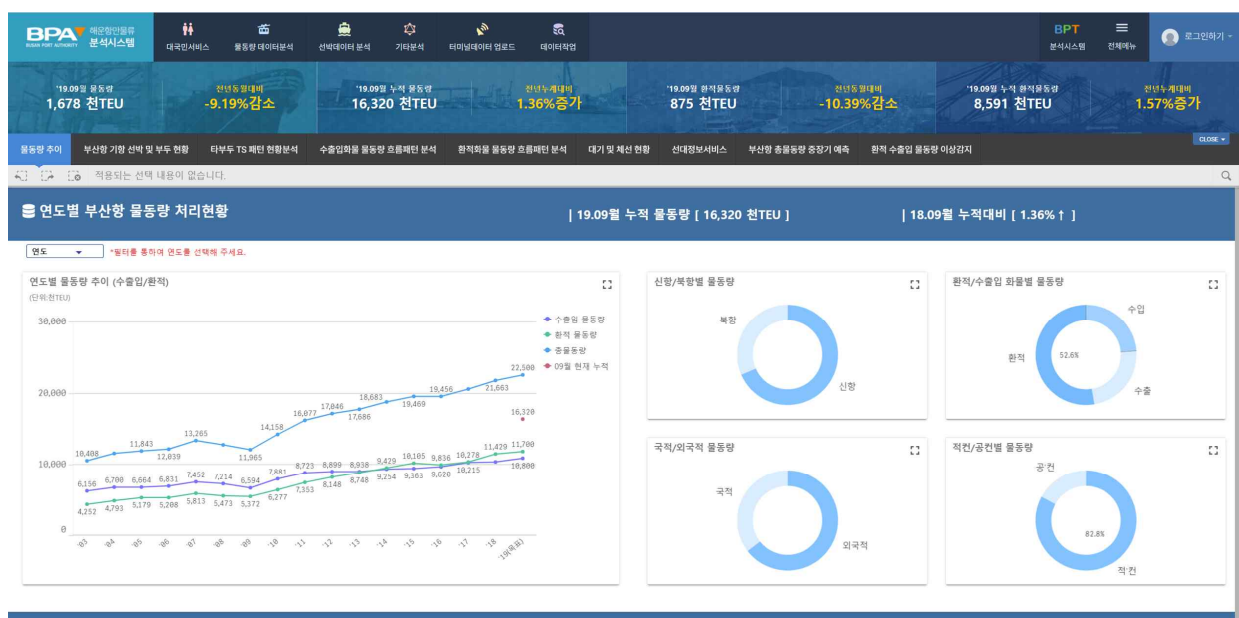 BPA
BUSAN PORT AUTHORITY
해운항만물류
분석시스템
대국민서비스
물동량 데이터분석
선박데이터 분석
기타분석
터미널데이터 업로드
데이터작업
BPT
분석시스템
전체메뉴
로그인하기
'19.09월 물동량
1,678 천TEU
전년동월대비
-9.19%감소
'19.09월 누적 물동량
16,320 천TEU
전년누계대비
1.36%증가
'19.09월 환적물동량
875 천TEU
전년동월대비
-10.39%감소
'19.09월 누적 환적물동량
8,591 천TEU
전년누계대비
1.57%증가
CLOSE
물동량 추이
부산항 기항 선박 및 부두 현황
타부두 TS 패턴 현황분석
수출입화물 물동량 흐름패턴 분석
환적화물 물동량 흐름패턴 분석
대기 및 체선 현황
선대정보서비스
부산항 총물동량 중장기 예측
환적 수출입 물동량 이상감지
적용되는 선택 내용이 없습니다.
연도별 부산항 물동량 처리현황
| 19.09월 누적 물동량 [ 16,320 천TEU ]
| 18.09월 누적대비 [ 1.36% ↑ ]
연도
*필터를 통하여 연도를 선택해 주세요.
연도별 물동량 추이 (수출입/환적)
(단위:천TEU)
30,000
20,000
10,000
0
수출입 물동량
환적 물동량
총물동량
09월 현재 누적
10,408 11,843 12,039 13,265 11,965 14,158 16,077 17,046 17,686 18,683 19,469 19,456 21,663 22,500
16,320
6,156 6,700 6,664 6,831 7,452 7,214 6,594 7,881 8,723 8,899 8,938 9,254 9,363 9,620 10,215 10,800
4,252 4,793 5,179 5,208 5,813 5,473 5,372 6,277 7,353 8,148 8,748 9,429 10,105 9,836 10,278 11,429 11,700
'03 '04 '05 '06 '07 '08 '09 '10 '11 '12 '13 '14 '15 '16 '17 '18 '19(목표)
신항/북항별 물동량
북항
신항
환적/수출입 화물별 물동량
수입
환적
52.6%
수출
국적/외국적 물동량
국적
외국적
적컨/공컨별 물동량
공'컨
82.8%
적'컨